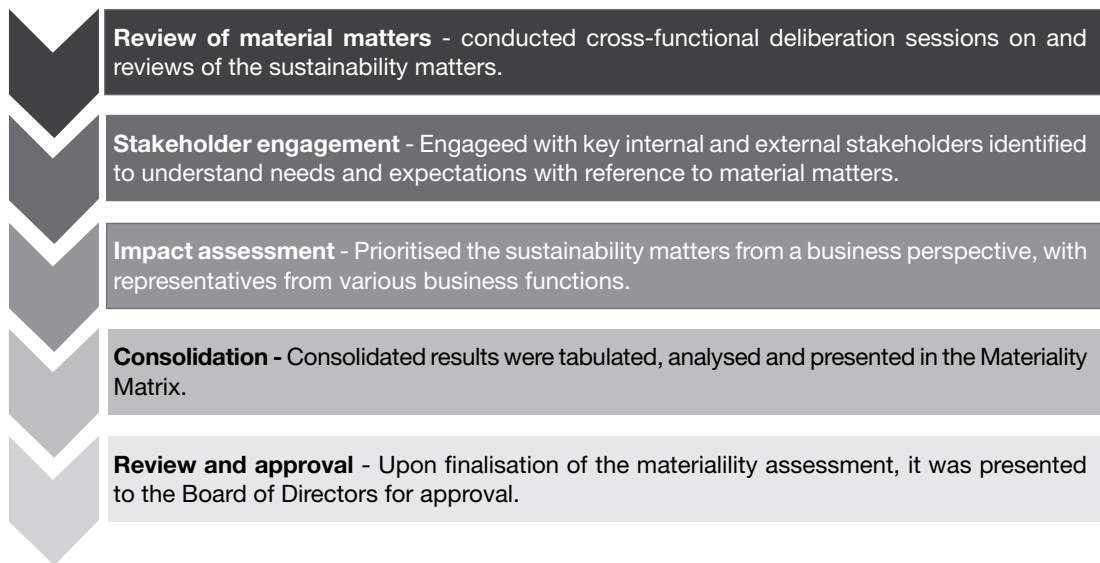 Review of material matters - conducted cross-functional deliberation sessions on and
reviews of the sustainability matters.
Stakeholder engagement - Engageed with key internal and external stakeholders identified
to understand needs and expectations with reference to material matters.
Impact assessment - Prioritised the sustainability matters from a business perspective, with
representatives from various business functions.
Consolidation - Consolidated results were tabulated, analysed and presented in the Materiality
Matrix.
Review and approval - Upon finalisation of the materialility assessment, it was presented
to the Board of Directors for approval.